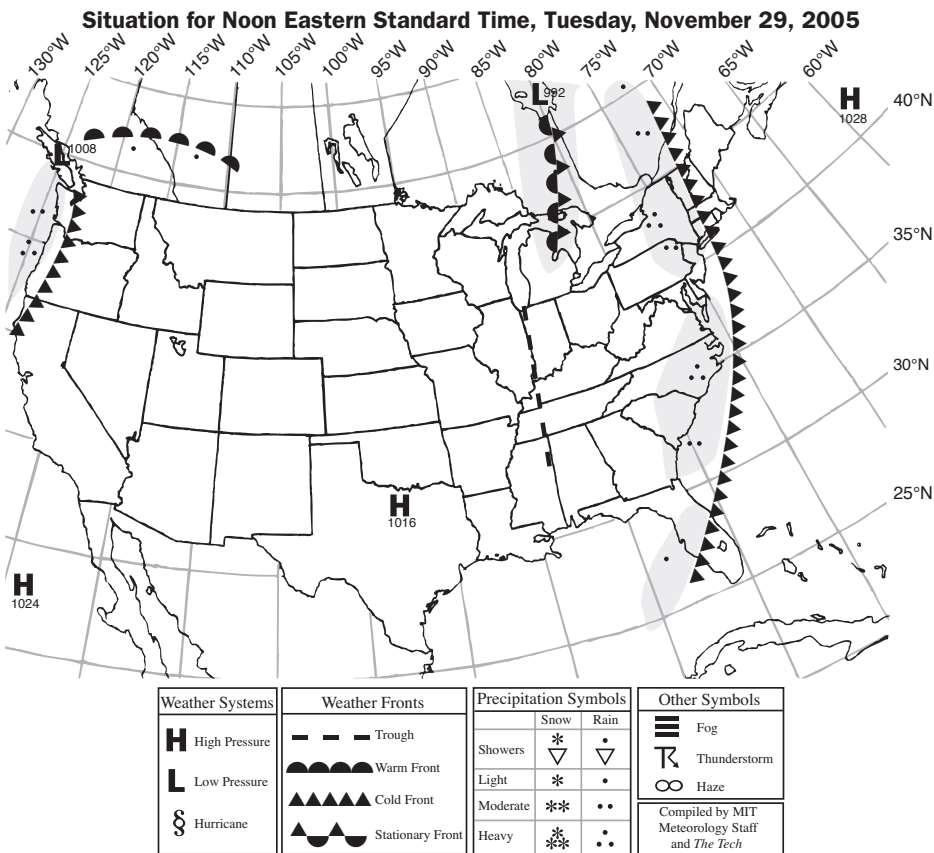 Situation for Noon Eastern Standard Time, Tuesday, November 29, 2005
130°W 125°W 120°W 115°W 110°W 105°W 100°W 95°W 90°W 85°W 80°W 75°W 70°W 65°W 60°W
40°N
35°N
30°N
25°N
L 992
H
1028
L 1008
H
1016
H
1024
Weather Systems
H High Pressure
L Low Pressure
§ Hurricane
Weather Fronts
Trough
Warm Front
Cold Front
Stationary Front
Precipitation Symbols
Snow Rain
Showers
Light
Moderate
Heavy
Other Symbols
Fog
Thunderstorm
Haze
Compiled by MIT
Meteorology Staff
and The Tech